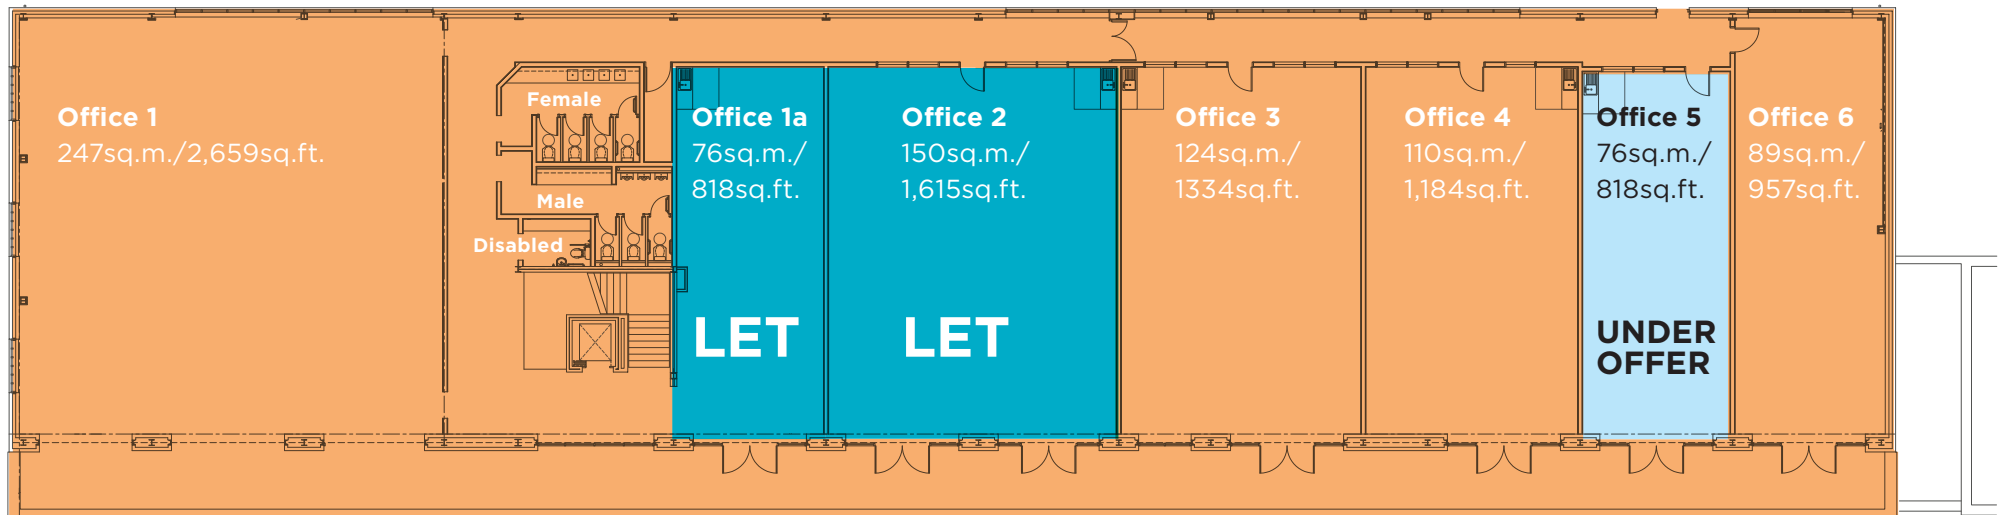 Office 1
247sq.m./2,659sq.ft.
Female
Male
Disabled
Office 1a
76sq.m./
818sq.ft.
LET
Office 2
150sq.m./
1,615sq.ft.
LET
Office 3
124sq.m./
1334sq.ft.
Office 4
110sq.m./
1,184sq.ft.
Office 5
76sq.m./
818sq.ft.
UNDER
OFFER
Office 6
89sq.m./
957sq.ft.